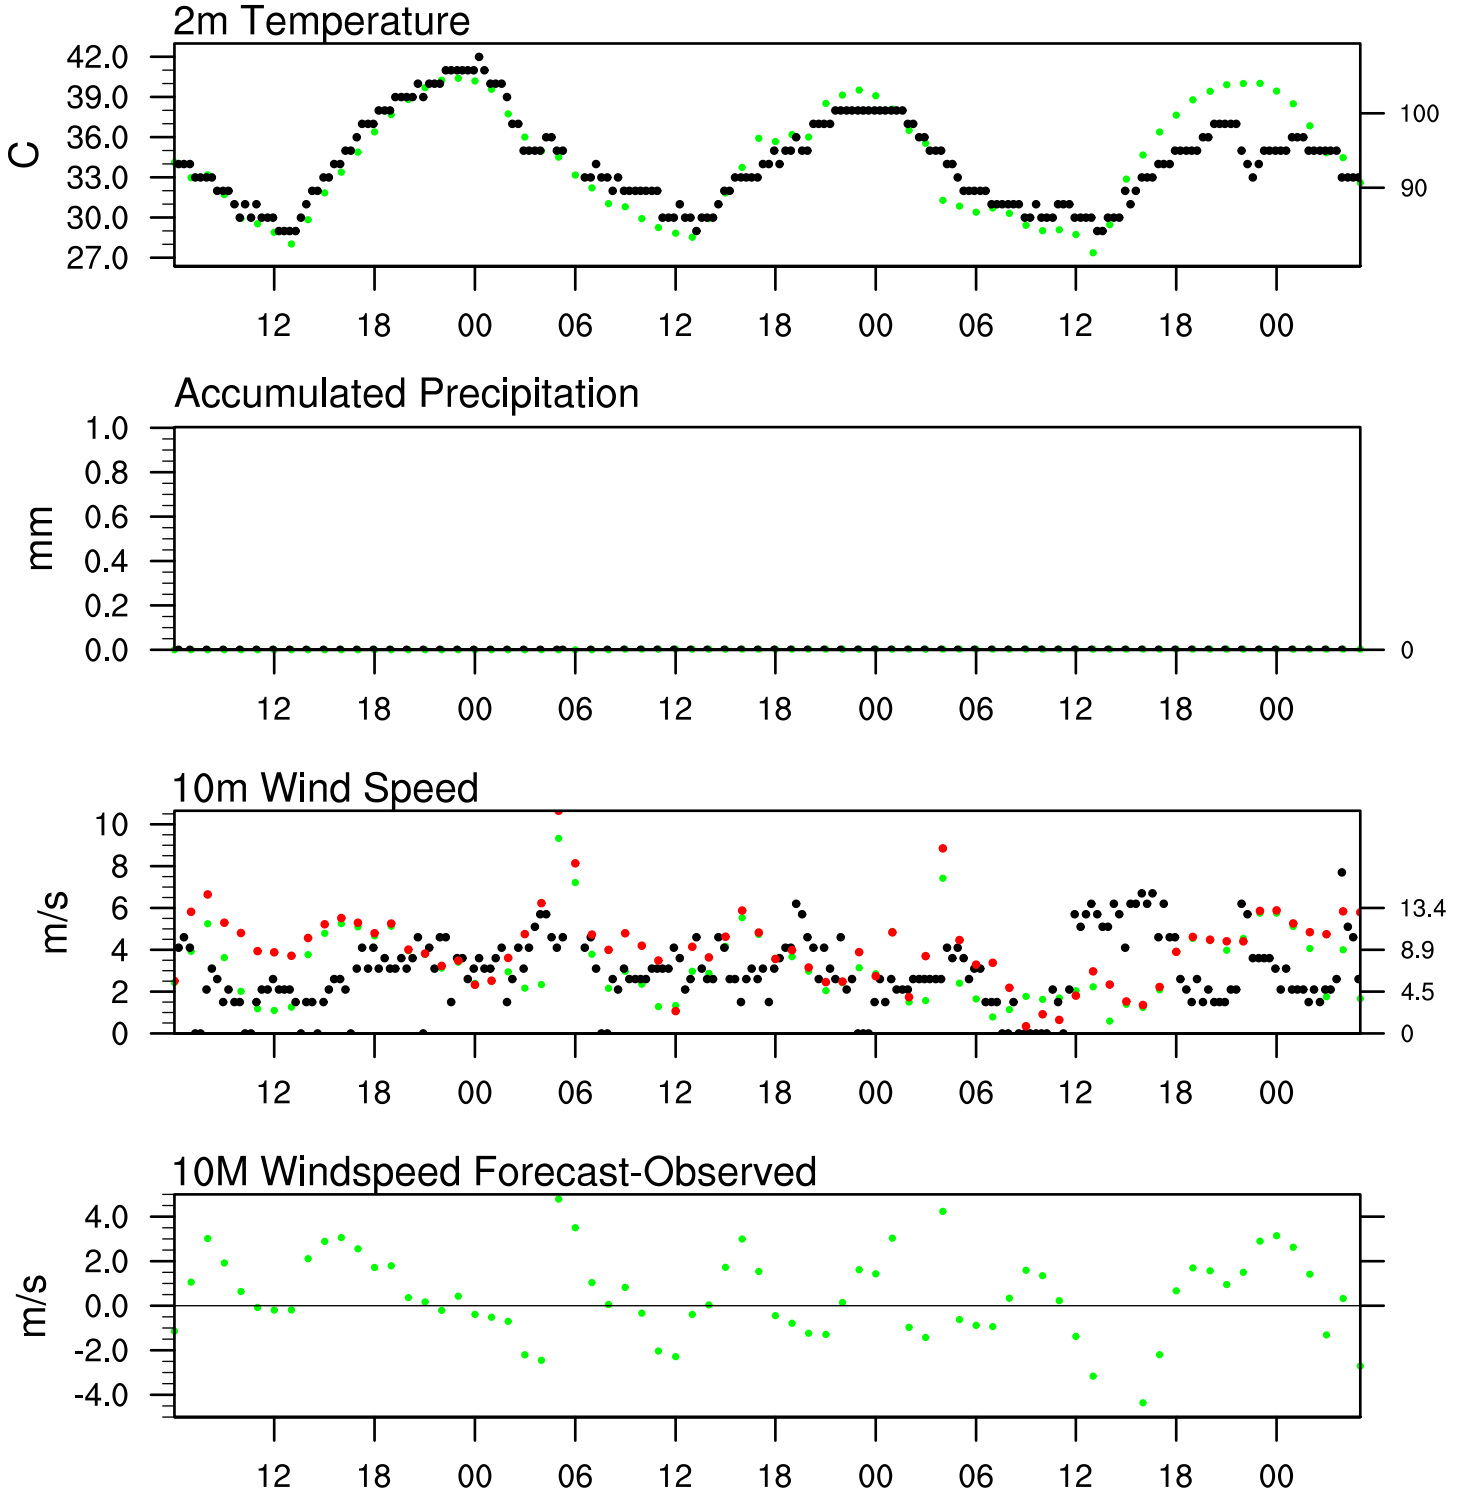 2m Temperature
42.0
39.0
36.0
33.0
30.0
27.0
C
100
90
12 18 00 06 12 18 00 06 12 18 00
Accumulated Precipitation
1.0
0.8
0.6
0.4
0.2
0.0
mm
0
12 18 00 06 12 18 00 06 12 18 00
10m Wind Speed
10
8
6
4
2
0
m/s
13.4
8.9
4.5
0
12 18 00 06 12 18 00 06 12 18 00
10M Windspeed Forecast-Observed
4.0
2.0
0.0
-2.0
-4.0
m/s
12 18 00 06 12 18 00 06 12 18 00